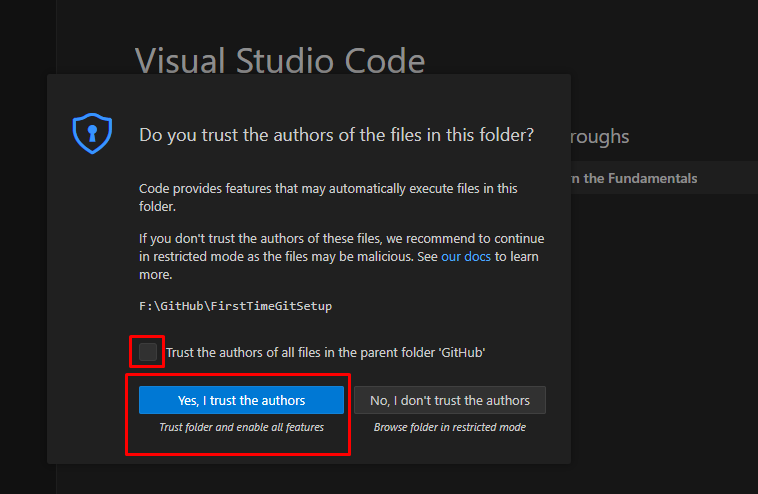 Visual Studio Code
Do you trust the authors of the files in this folder?
roughs
n the Fundamentals
Code provides features that may automatically execute files in this
folder.
If you don't trust the authors of these files, we recommend to continue
in restricted mode as the files may be malicious. See our docs to learn
more.
F:\GitHub\FirstTimeGitSetup
Trust the authors of all files in the parent folder 'GitHub'
Yes, I trust the authors
No, I don't trust the authors
Trust folder and enable all features
Browse folder in restricted mode